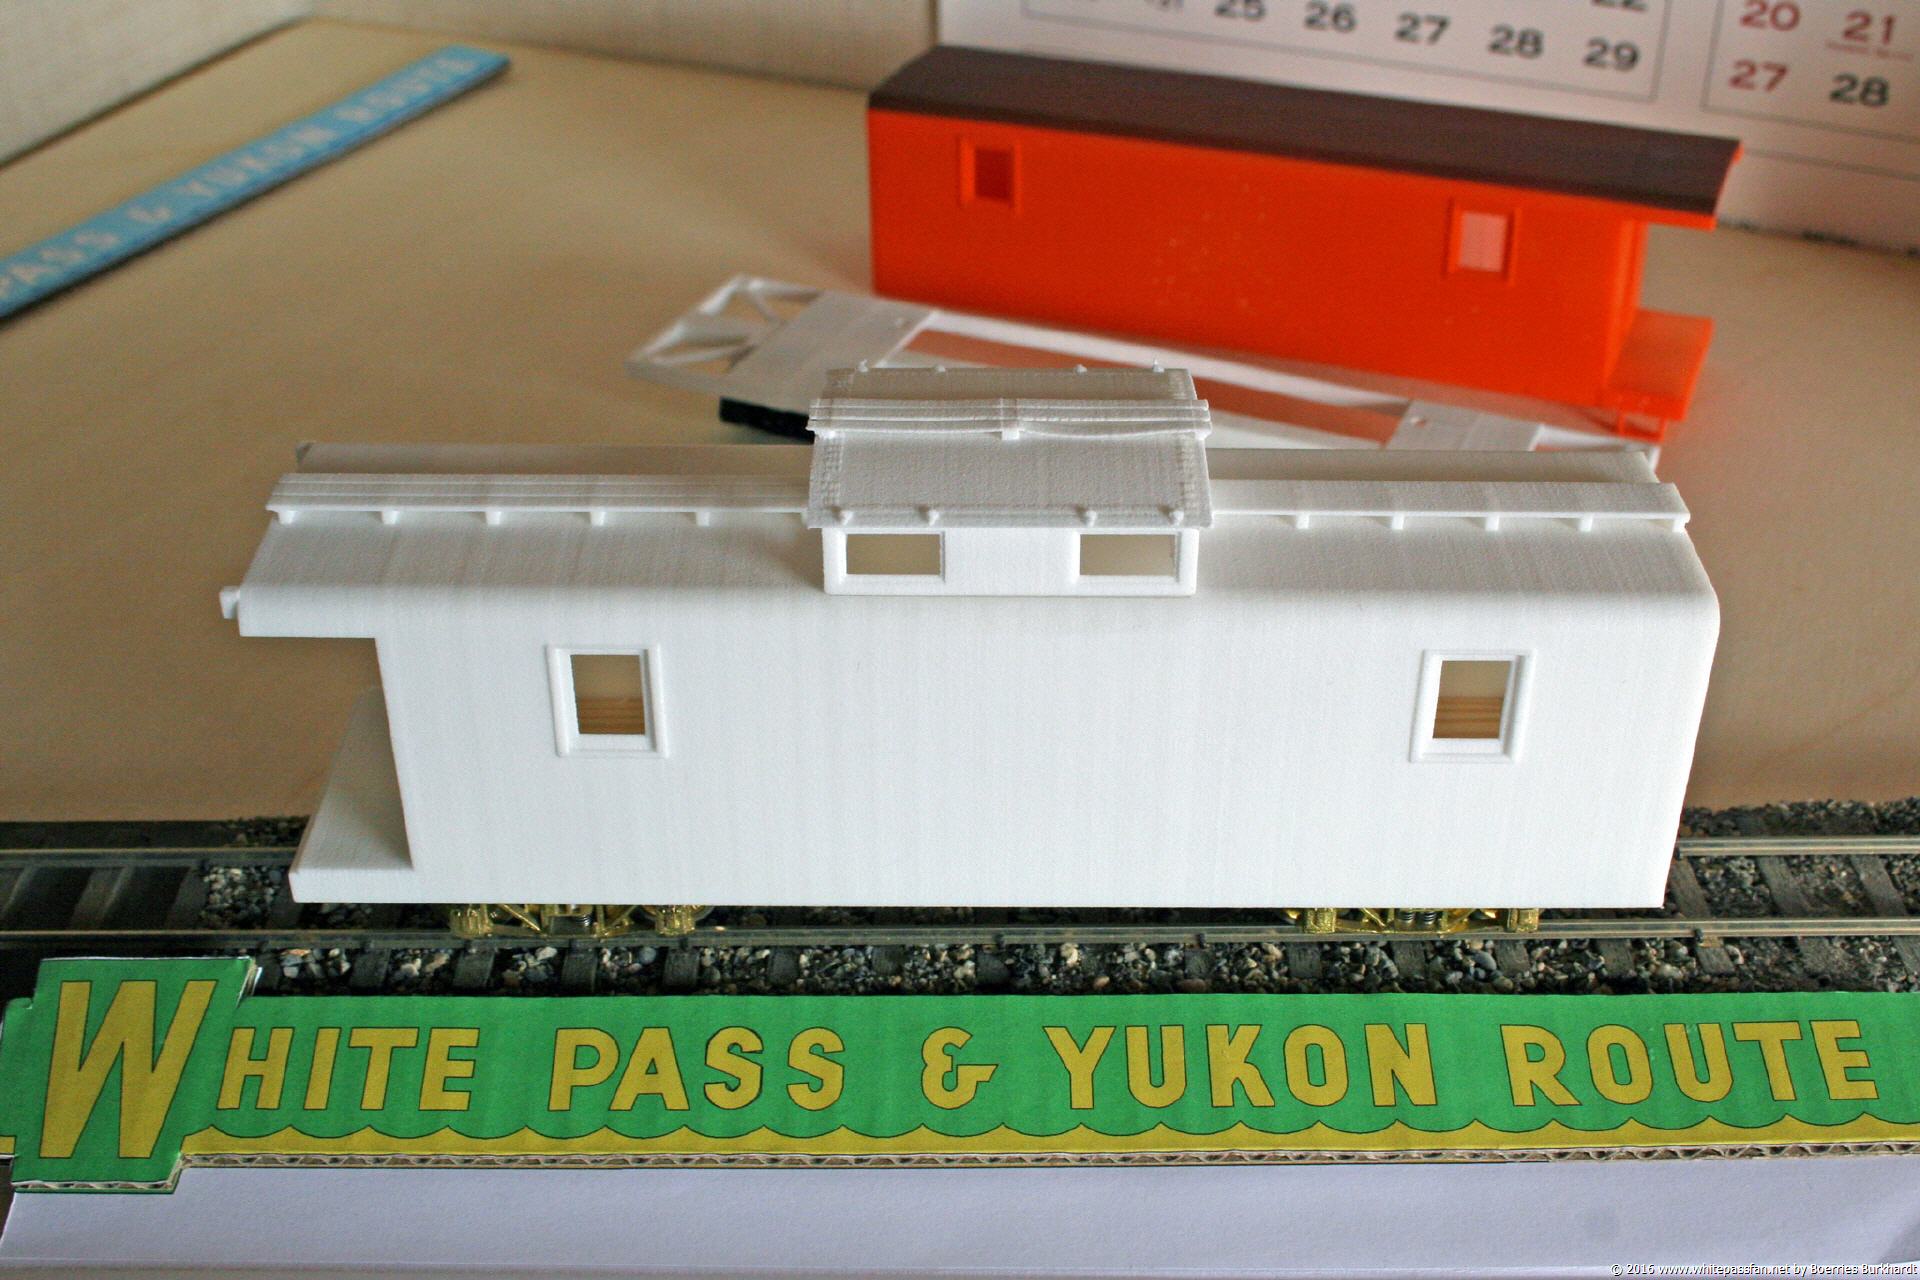 22
25 26 27 28 29
20 21
27 28
PASS & YUKON ROUTE
WHITE PASS & YUKON ROUTE
© 2016 www.whitepassfan.net by Boerries Burkhardt